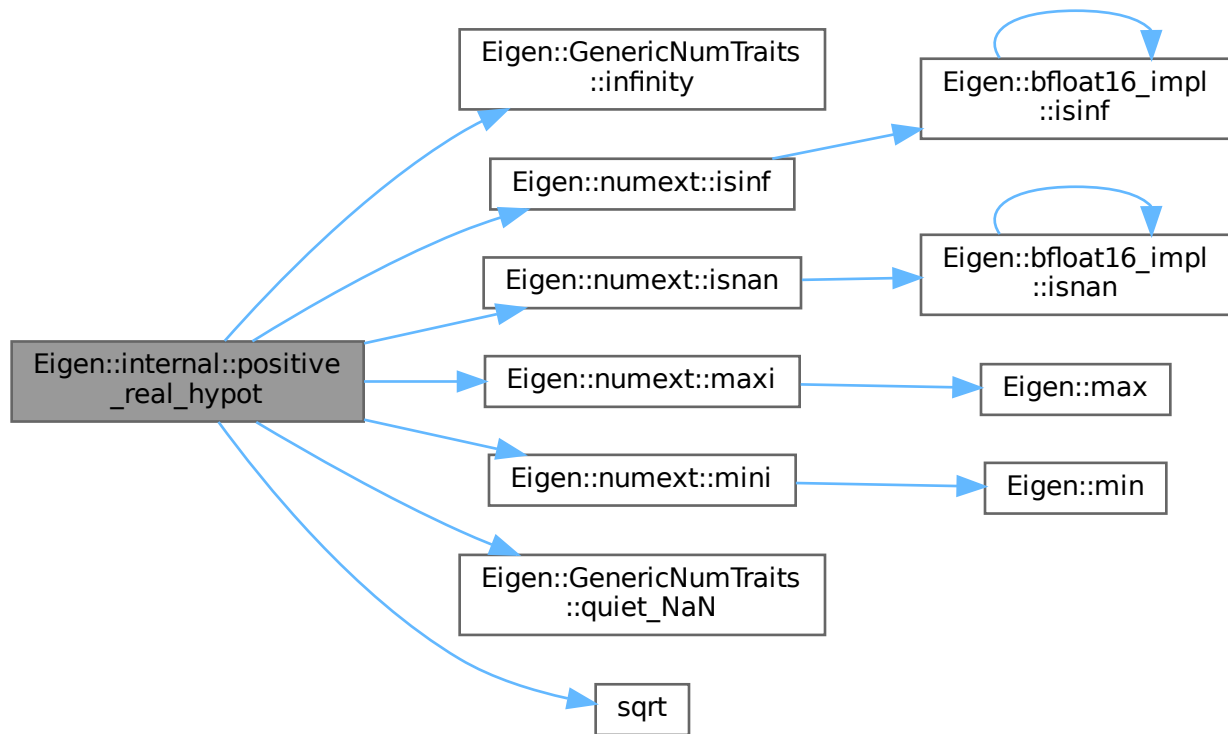 Eigen::internal::positive
_real_hypot
Eigen::GenericNumTraits
::infinity
Eigen::numext::isinf
Eigen::bfloat16_impl
::isinf
Eigen::numext::isnan
Eigen::bfloat16_impl
::isnan
Eigen::numext::maxi
Eigen::max
Eigen::numext::mini
Eigen::min
Eigen::GenericNumTraits
::quiet_NaN
sqrt